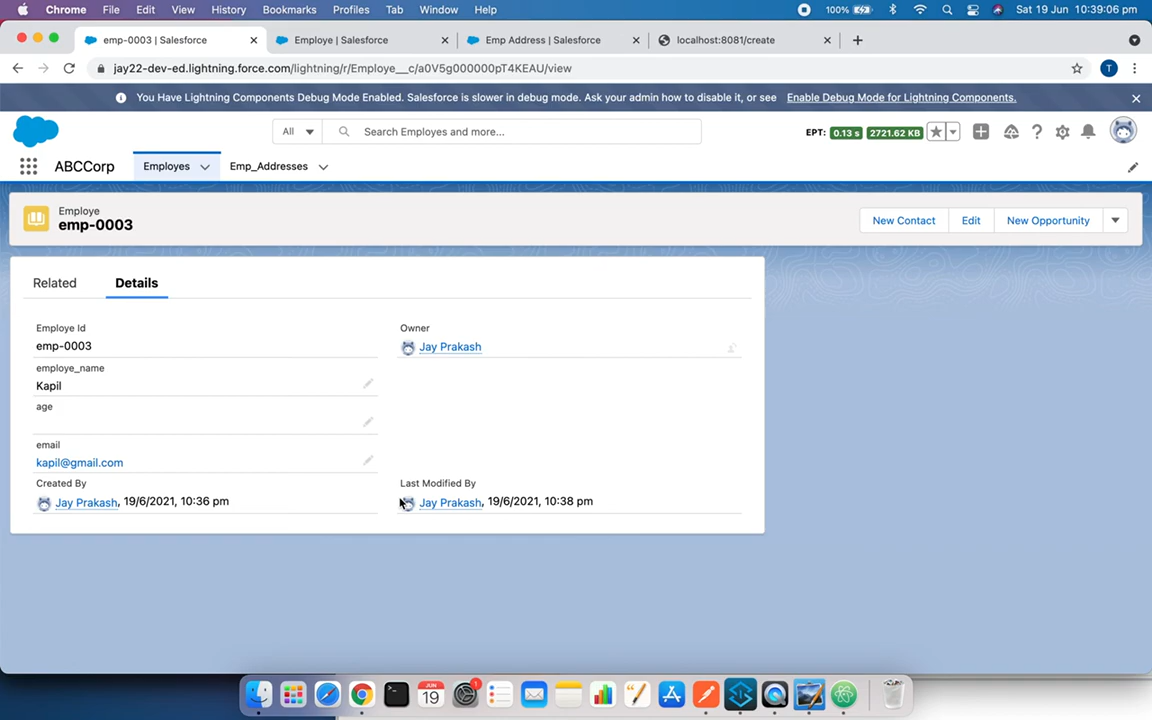 Chrome File Edit View History Bookmarks Profiles Tab Window Help 100% Sat 19 Jun 10:39:06 pm
emp-0003 | Salesforce Employe | Salesforce Emp Address | Salesforce localhost:8081/create
jay22-dev-ed.lightning.force.com/lightning/r/Employe__c/a0V5g000000pT4KEAU/view T
You Have Lightning Components Debug Mode Enabled. Salesforce is slower in debug mode. Ask your admin how to disable it, or see Enable Debug Mode for Lightning Components.
All Search Employes and more... EPT: 0.13 s 2721.62 KB
ABCCorp Employes Emp_Addresses
Employe
emp-0003
New Contact Edit New Opportunity
Related Details
Employe Id Owner
emp-0003 Jay Prakash
employe_name
Kapil
age
email
kapil@gmail.com
Created By Last Modified By
Jay Prakash, 19/6/2021, 10:36 pm Jay Prakash, 19/6/2021, 10:38 pm
JUN
19
1